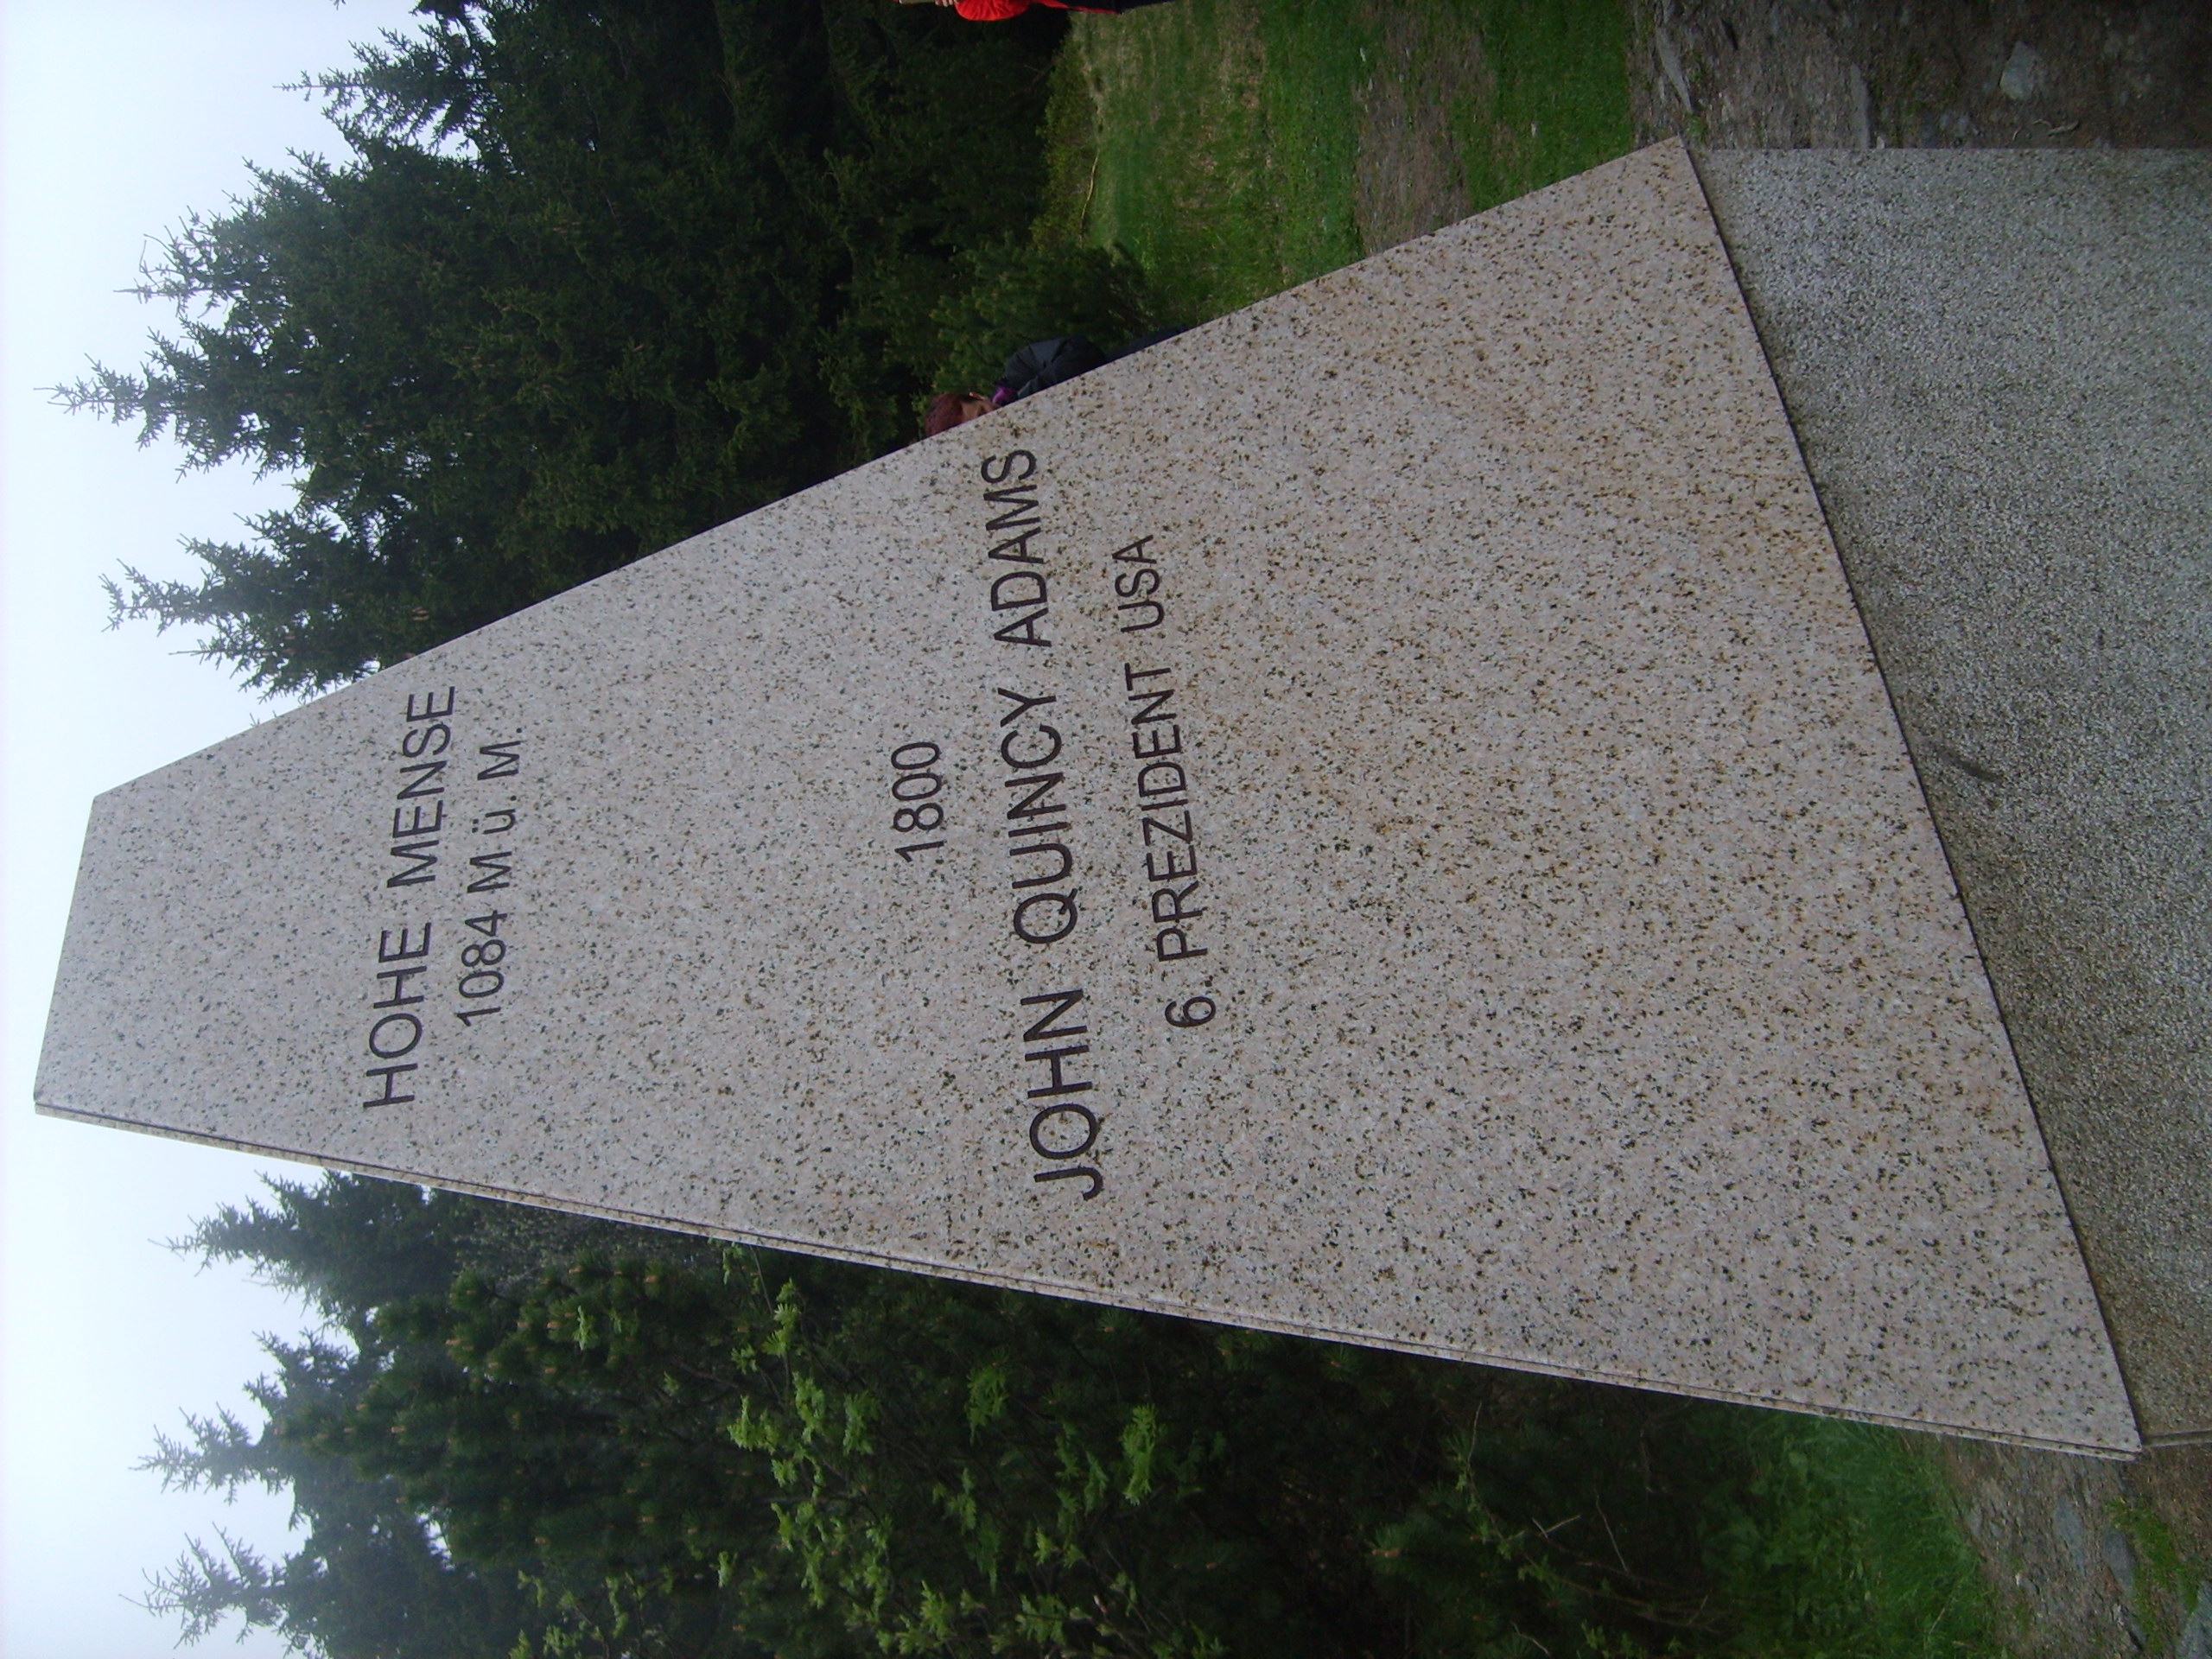 HOHE MENSE
1084 M ü. M.
1800
JOHN QUINCY ADAMS
6. PREZIDENT USA